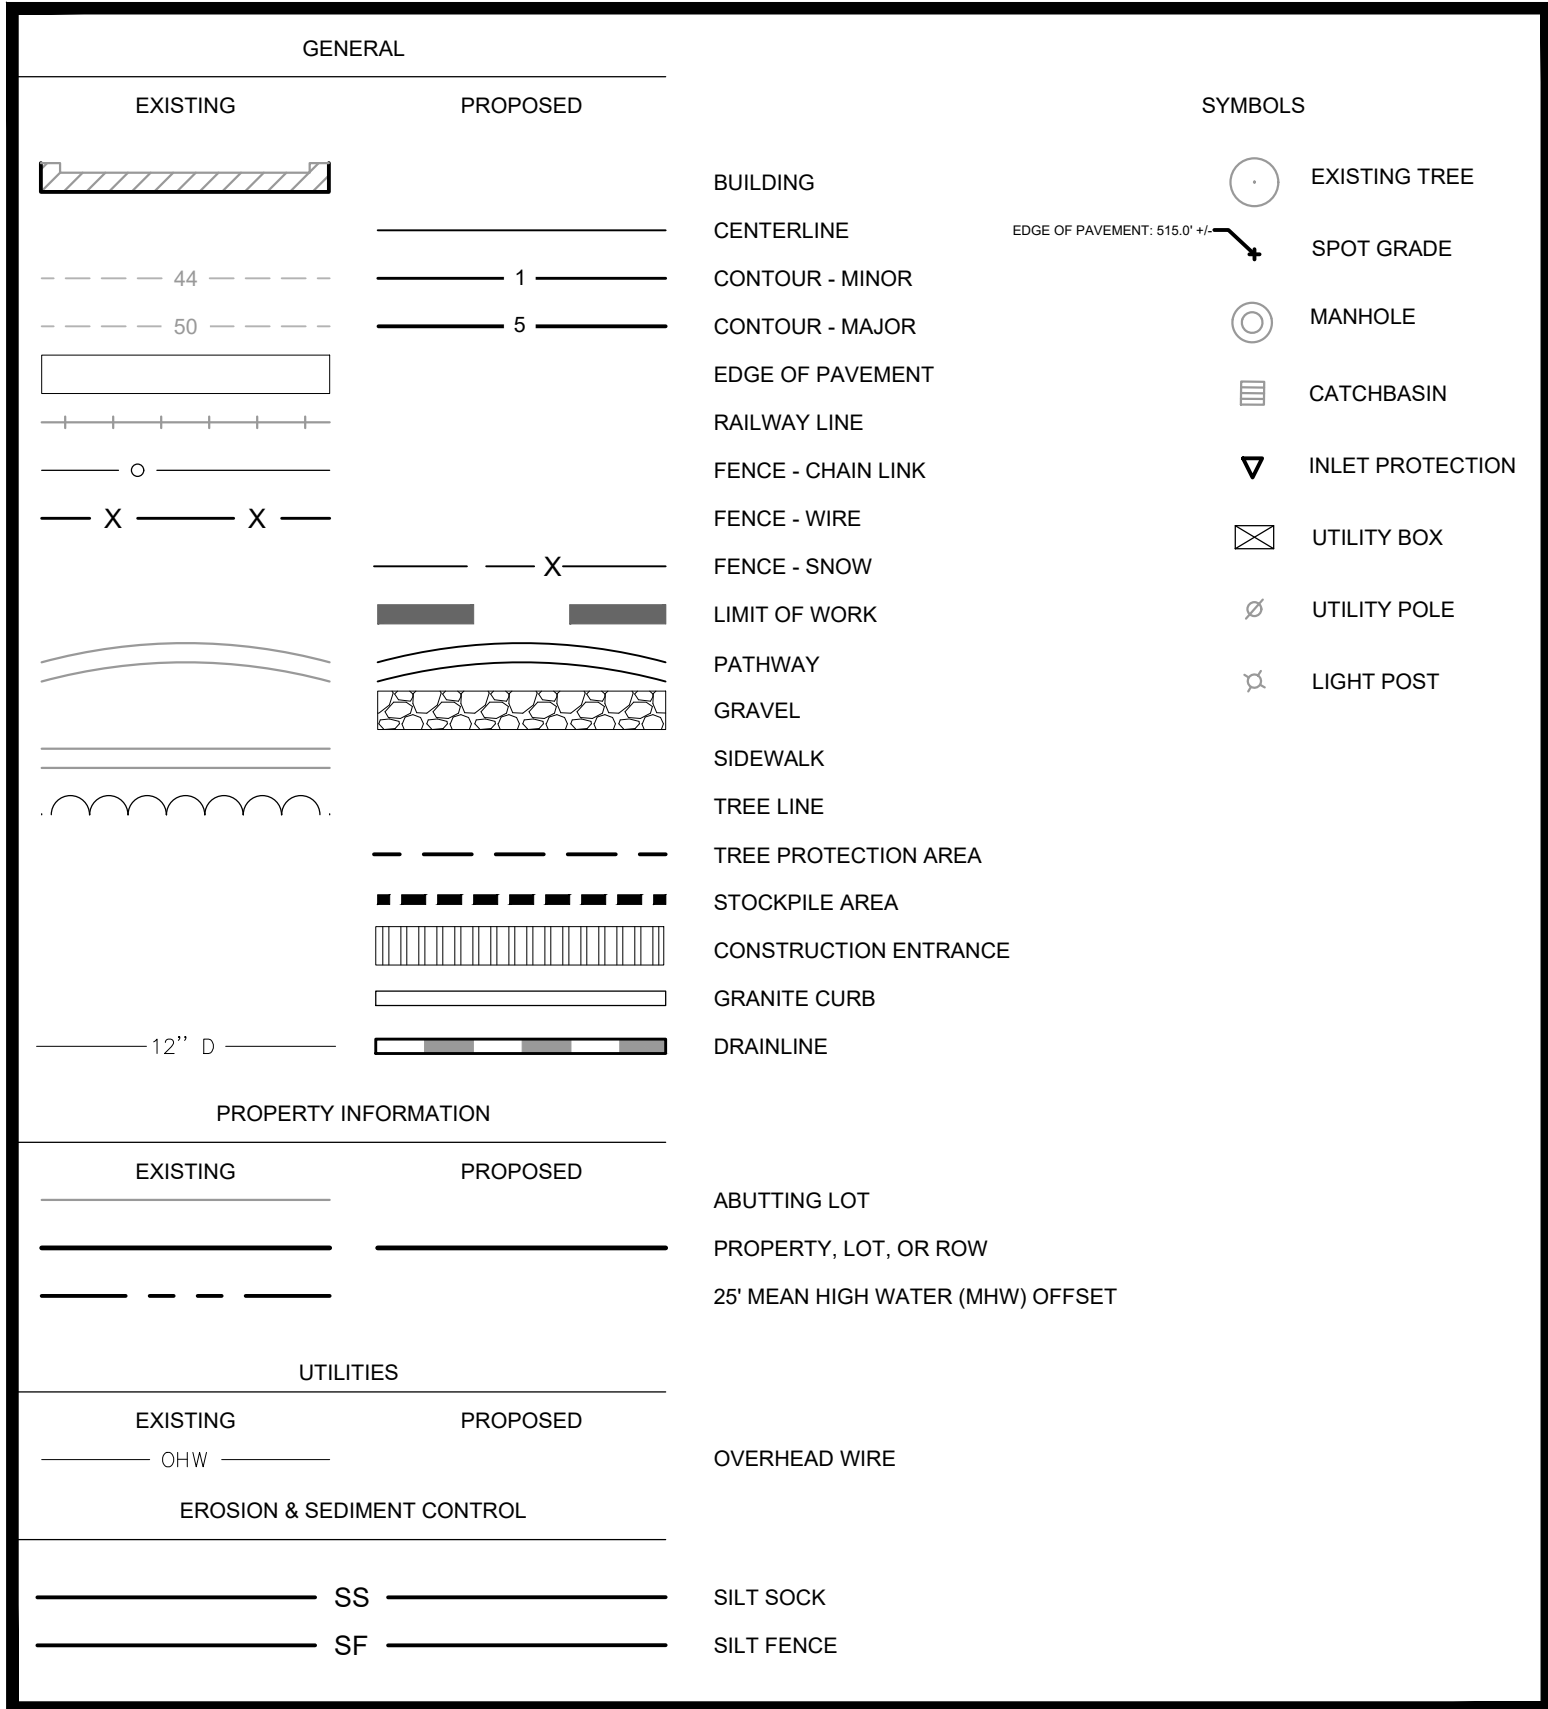 GENERAL
EXISTING PROPOSED
BUILDING
CENTERLINE
44 1 CONTOUR - MINOR
50 5 CONTOUR - MAJOR
EDGE OF PAVEMENT
RAILWAY LINE
FENCE - CHAIN LINK
X X FENCE - WIRE
X FENCE - SNOW
LIMIT OF WORK
PATHWAY
GRAVEL
SIDEWALK
TREE LINE
TREE PROTECTION AREA
STOCKPILE AREA
CONSTRUCTION ENTRANCE
GRANITE CURB
12'' D DRAINLINE
PROPERTY INFORMATION
EXISTING PROPOSED
ABUTTING LOT
PROPERTY, LOT, OR ROW
25' MEAN HIGH WATER (MHW) OFFSET
UTILITIES
EXISTING PROPOSED
OHW OVERHEAD WIRE
EROSION & SEDIMENT CONTROL
SS SILT SOCK
SF SILT FENCE
SYMBOLS
EXISTING TREE
EDGE OF PAVEMENT: 515.0' +/- SPOT GRADE
MANHOLE
CATCHBASIN
INLET PROTECTION
UTILITY BOX
UTILITY POLE
LIGHT POST